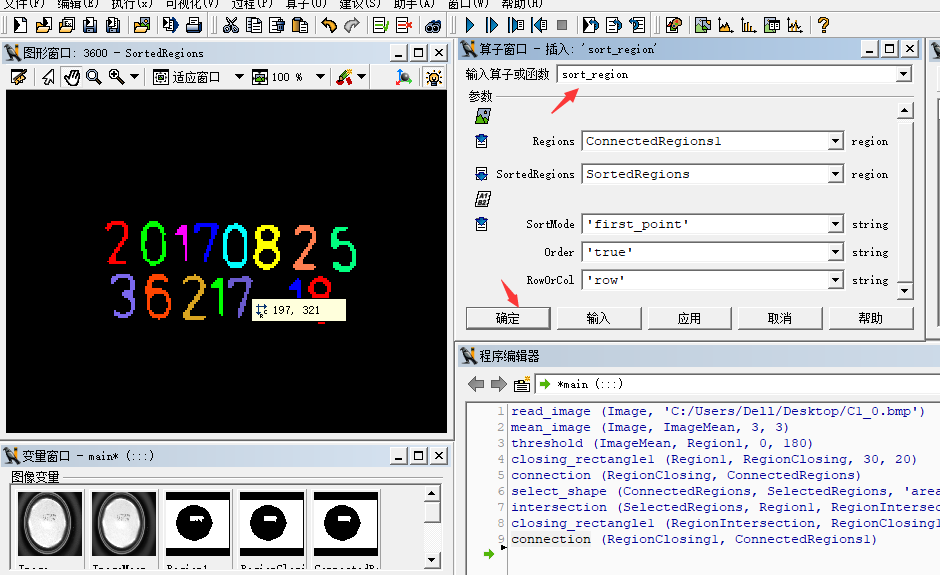 文件(F) 编辑(E) 执行(G) 可视化(V) 过程(P) 算子(O) 建议(S) 助手(A) 窗口(W) 帮助(H)
图形窗口: 3600 - SortedRegions
适应窗口 100 %
20170825
36217
197, 321
算子窗口 - 插入: 'sort_region'
输入算子或函数 sort_region
参数
Regions ConnectedRegions1 region
SortedRegions SortedRegions region
SortMode 'first_point' string
Order 'true' string
RowOrCol 'row' string
确定 输入 应用 取消 帮助
变量窗口 - main* (:::)
图像变量
程序编辑器
*main (:::)
1 read_image (Image, 'C:/Users/Dell/Desktop/C1_0.bmp')
2 mean_image (Image, ImageMean, 3, 3)
3 threshold (ImageMean, Region1, 0, 180)
4 closing_rectangle1 (Region1, RegionClosing, 30, 20)
5 connection (RegionClosing, ConnectedRegions)
6 select_shape (ConnectedRegions, SelectedRegions, 'area
7 intersection (SelectedRegions, Region1, RegionIntersec
8 closing_rectangle1 (RegionIntersection, RegionClosing1
9 connection (RegionClosing1, ConnectedRegions1)